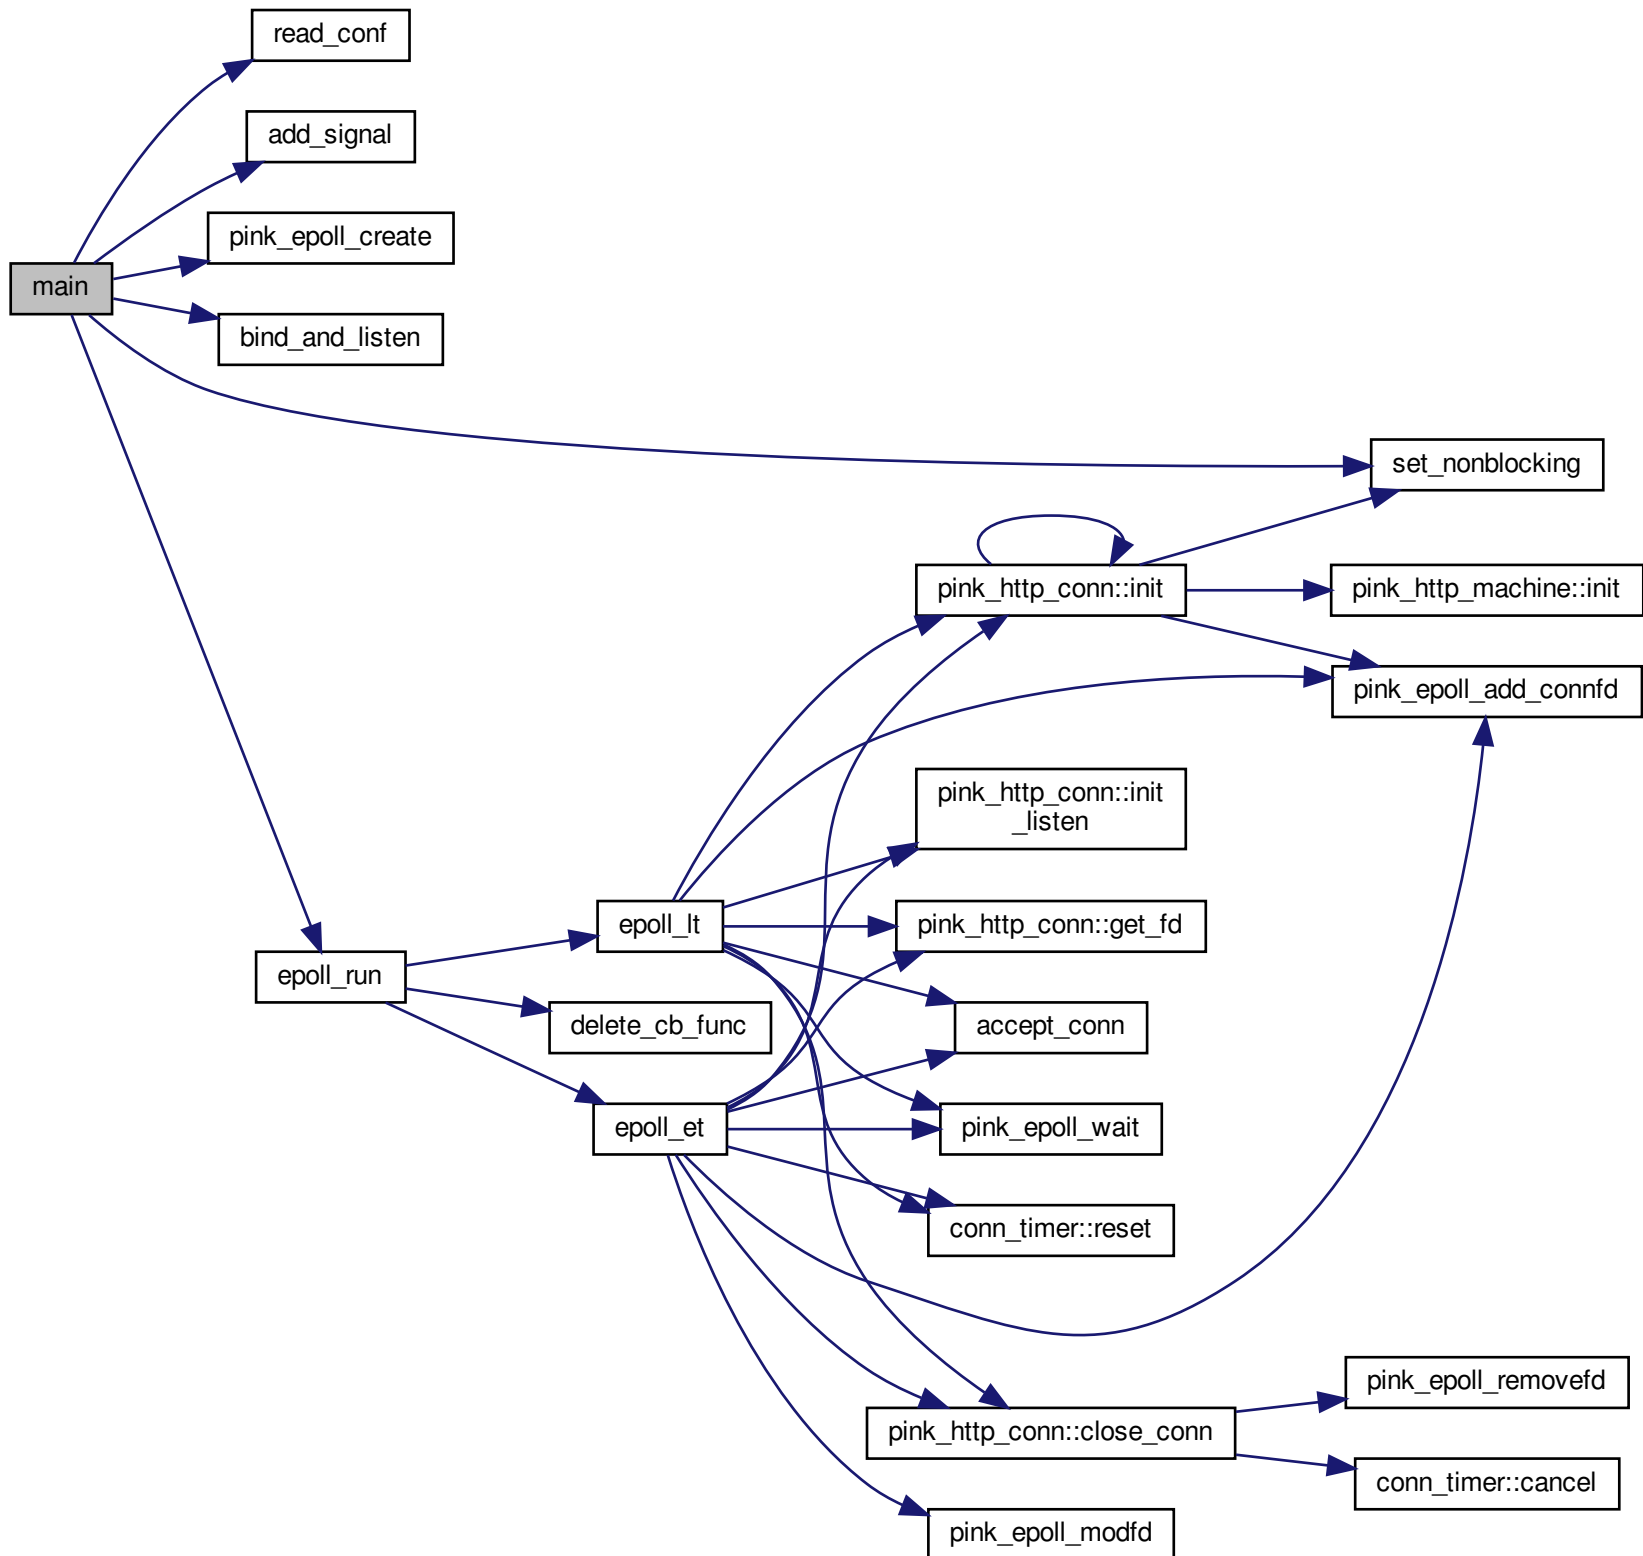 read_conf
add_signal
pink_epoll_create
main
bind_and_listen
set_nonblocking
pink_http_conn::init
pink_http_machine::init
pink_epoll_add_connfd
pink_http_conn::init
_listen
epoll_lt
pink_http_conn::get_fd
epoll_run
delete_cb_func
accept_conn
epoll_et
pink_epoll_wait
conn_timer::reset
pink_epoll_removefd
pink_http_conn::close_conn
conn_timer::cancel
pink_epoll_modfd